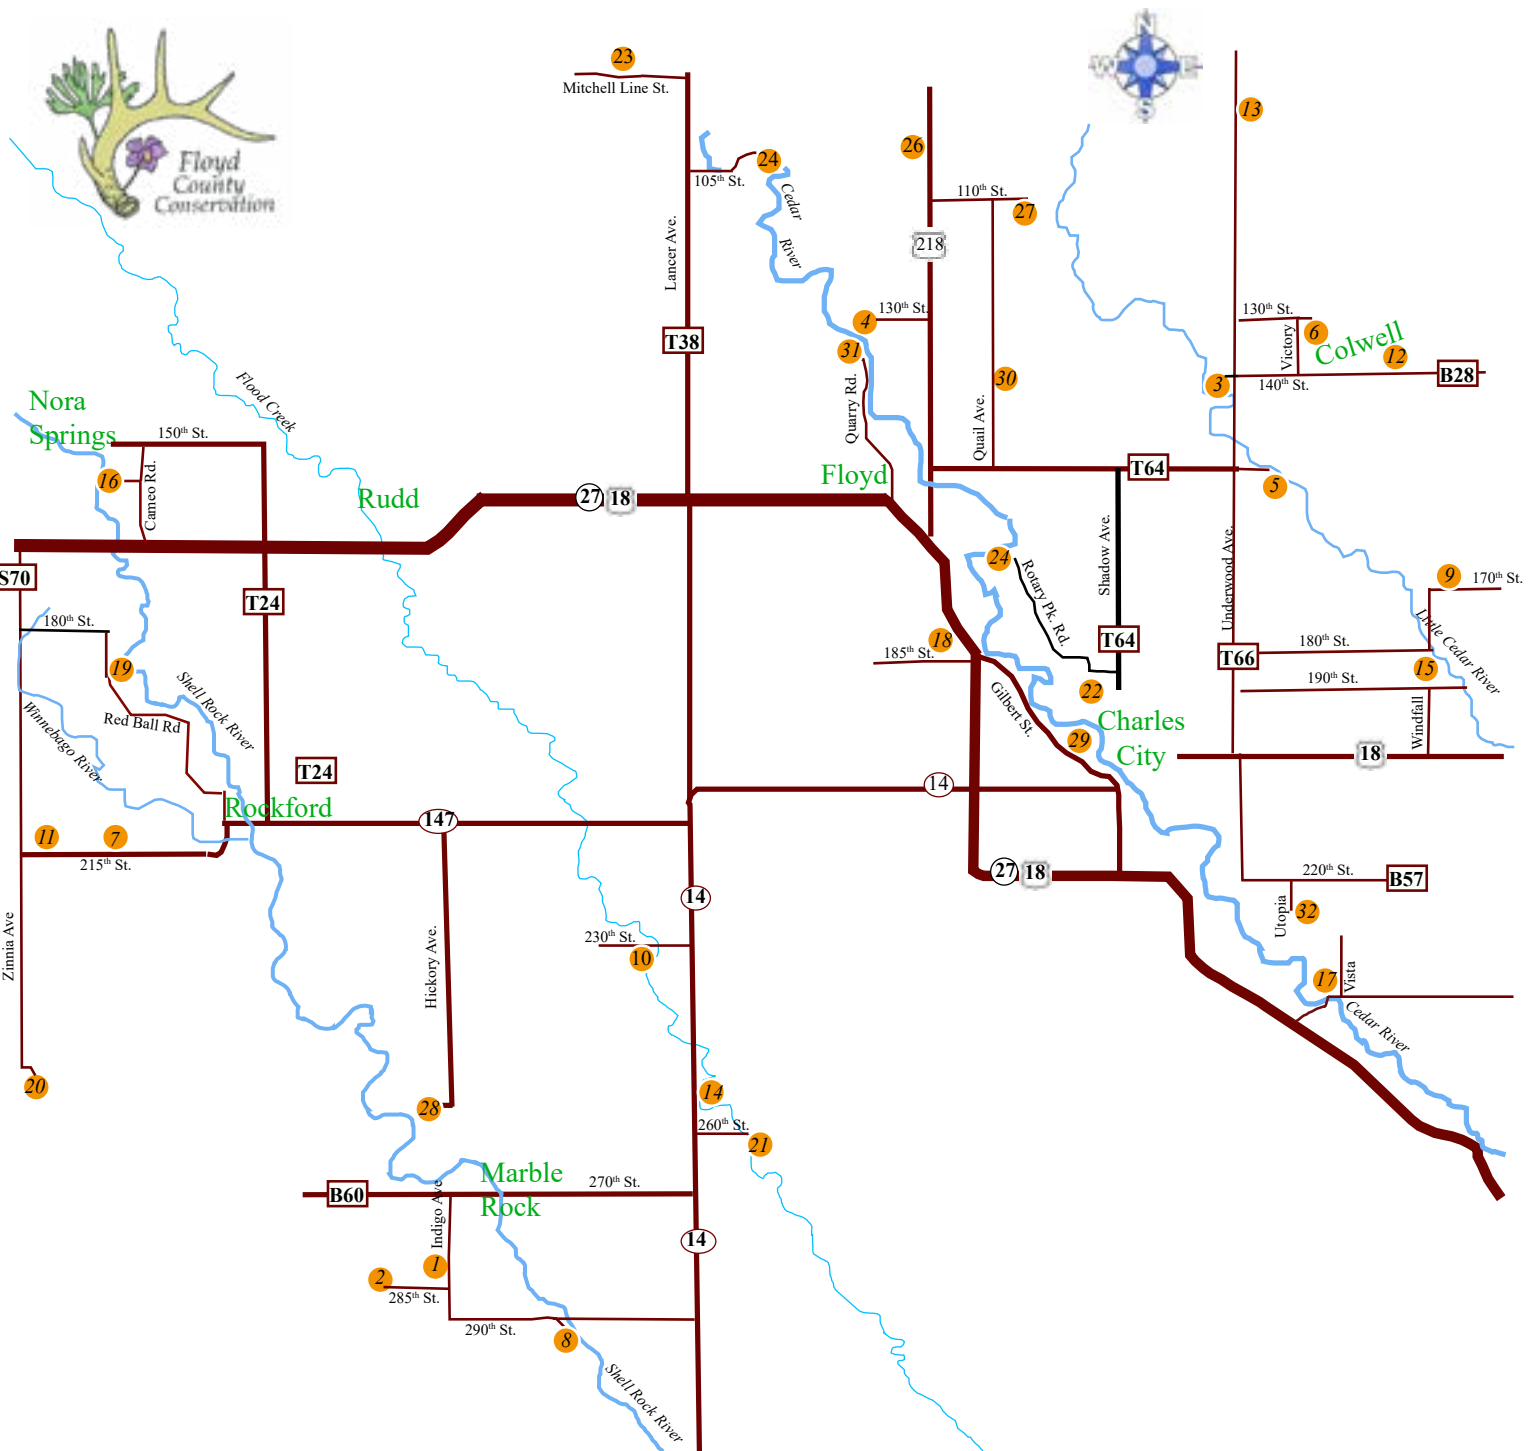 Floyd
County
Conservation
N
W
E
S
23
Mitchell Line St.
13
26
24
105th St.
Cedar
River
110th St.
27
218
Lancer Ave.
T38
130th St.
4
31
Quarry Rd.
30
Quail Ave.
130th St.
6
Victory
Colwell
12
3
140th St.
B28
Flood Creek
Nora
Springs
150th St.
16
Cameo Rd.
Rudd
27
18
Floyd
T64
5
Shadow Ave.
Underwood Ave.
S70
T24
24
Rotary Pk. Rd.
9
170th St.
Little Cedar River
180th St.
19
Shell Rock River
Red Ball Rd
Winnebago River
18
185th St.
T64
T66
180th St.
15
22
190th St.
Gilbert St.
Charles
City
29
Windfall
18
T24
Rockford
147
14
11
7
215th St.
27
18
220th St.
B57
14
Utopia
32
Zinnia Ave
Hickory Ave.
230th St.
10
17
Vista
Cedar River
20
28
14
260th St.
21
Marble
Rock
270th St.
B60
Indigo Ave
14
1
2
285th St.
290th St.
8
Shell Rock River